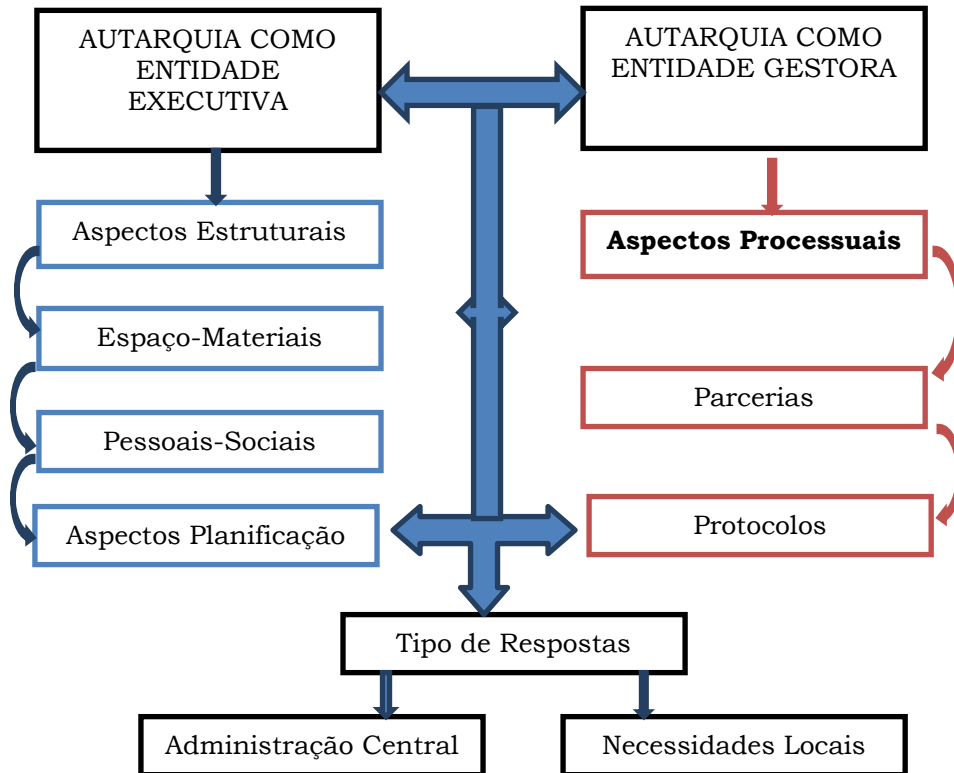 AUTARQUIA COMO
ENTIDADE
EXECUTIVA
AUTARQUIA COMO
ENTIDADE GESTORA
Aspectos Estruturais
Aspectos Processuais
Espaço-Materiais
Parcerias
Pessoais-Sociais
Aspectos Planificação
Protocolos
Tipo de Respostas
Administração Central
Necessidades Locais